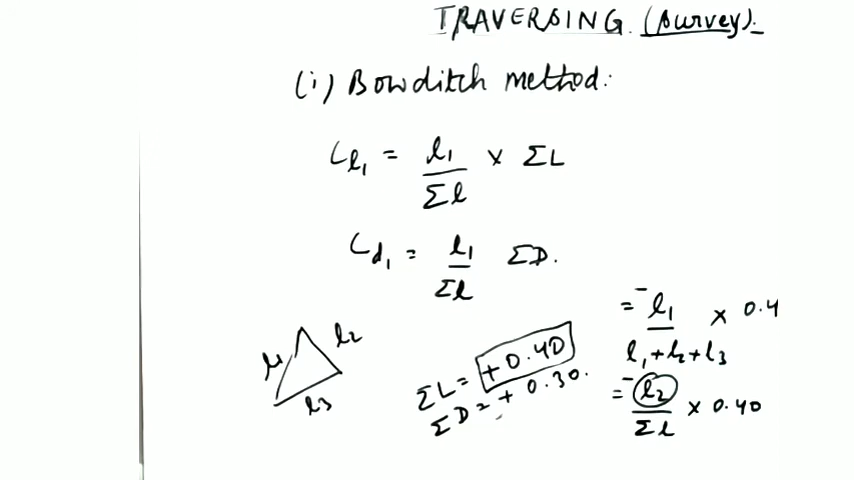 TRAVERSING. (Survey).
(i) Bowditch method:
Cl₁ = l₁/Σl × ΣL
Cd₁ = l₁/Σl ΣD.
l₁ l₂ l₃
ΣL = +0.40
ΣD = +0.30.
= -l₁/l₁+l₂+l₃ × 0.4
= -l₂/Σl × 0.40